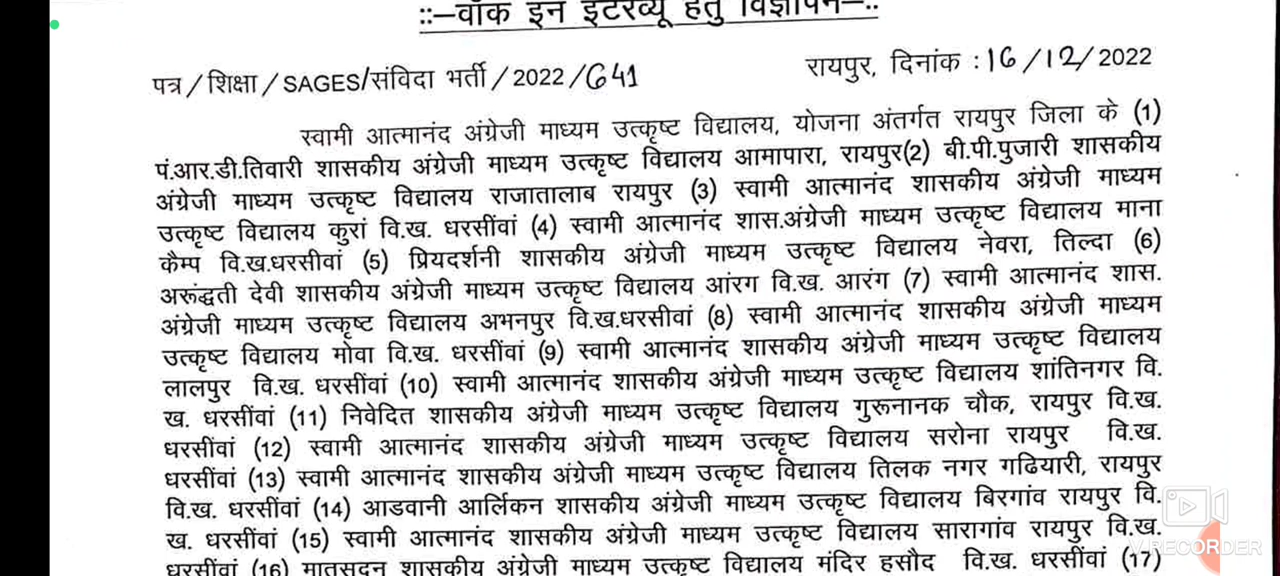 ::—वॉक इन इंटरव्यू हेतु विज्ञापन—::
पत्र / शिक्षा / SAGES/संविदा भर्ती / 2022 / 641
रायपुर, दिनांक : 16 / 12 / 2022
स्वामी आत्मानंद अंग्रेजी माध्यम उत्कृष्ट विद्यालय, योजना अंतर्गत रायपुर जिला के (1)
पं.आर.डी.तिवारी शासकीय अंग्रेजी माध्यम उत्कृष्ट विद्यालय आमापारा, रायपुर(2) बी.पी.पुजारी शासकीय
अंग्रेजी माध्यम उत्कृष्ट विद्यालय राजातालाब रायपुर (3) स्वामी आत्मानंद शासकीय अंग्रेजी माध्यम
उत्कृष्ट विद्यालय कुरां वि.ख. धरसींवां (4) स्वामी आत्मानंद शास.अंग्रेजी माध्यम उत्कृष्ट विद्यालय माना
कैम्प वि.ख.धरसीवां (5) प्रियदर्शनी शासकीय अंग्रेजी माध्यम उत्कृष्ट विद्यालय नेवरा, तिल्दा (6)
अरूंद्धती देवी शासकीय अंग्रेजी माध्यम उत्कृष्ट विद्यालय आंरग वि.ख. आरंग (7) स्वामी आत्मानंद शास.
अंग्रेजी माध्यम उत्कृष्ट विद्यालय अभनपुर वि.ख.धरसीवां (8) स्वामी आत्मानंद शासकीय अंग्रेजी माध्यम
उत्कृष्ट विद्यालय मोवा वि.ख. धरसींवां (9) स्वामी आत्मानंद शासकीय अंग्रेजी माध्यम उत्कृष्ट विद्यालय
लालपुर वि.ख. धरसींवां (10) स्वामी आत्मानंद शासकीय अंग्रेजी माध्यम उत्कृष्ट विद्यालय शांतिनगर वि.
ख. धरसींवां (11) निवेदित शासकीय अंग्रेजी माध्यम उत्कृष्ट विद्यालय गुरूनानक चौक, रायपुर वि.ख.
धरसींवां (12) स्वामी आत्मानंद शासकीय अंग्रेजी माध्यम उत्कृष्ट विद्यालय सरोना रायपुर वि.ख.
धरसींवां (13) स्वामी आत्मानंद शासकीय अंग्रेजी माध्यम उत्कृष्ट विद्यालय तिलक नगर गढियारी, रायपुर
वि.ख. धरसींवां (14) आडवानी आर्लिकन शासकीय अंग्रेजी माध्यम उत्कृष्ट विद्यालय बिरगांव रायपुर वि.
ख. धरसींवां (15) स्वामी आत्मानंद शासकीय अंग्रेजी माध्यम उत्कृष्ट विद्यालय सारागांव रायपुर वि.ख.
धरसींवां (16) मातृसदन शासकीय अंग्रेजी माध्यम उत्कृष्ट विद्यालय मंदिर हसौद वि.ख. धरसींवां (17)
V RECORDER